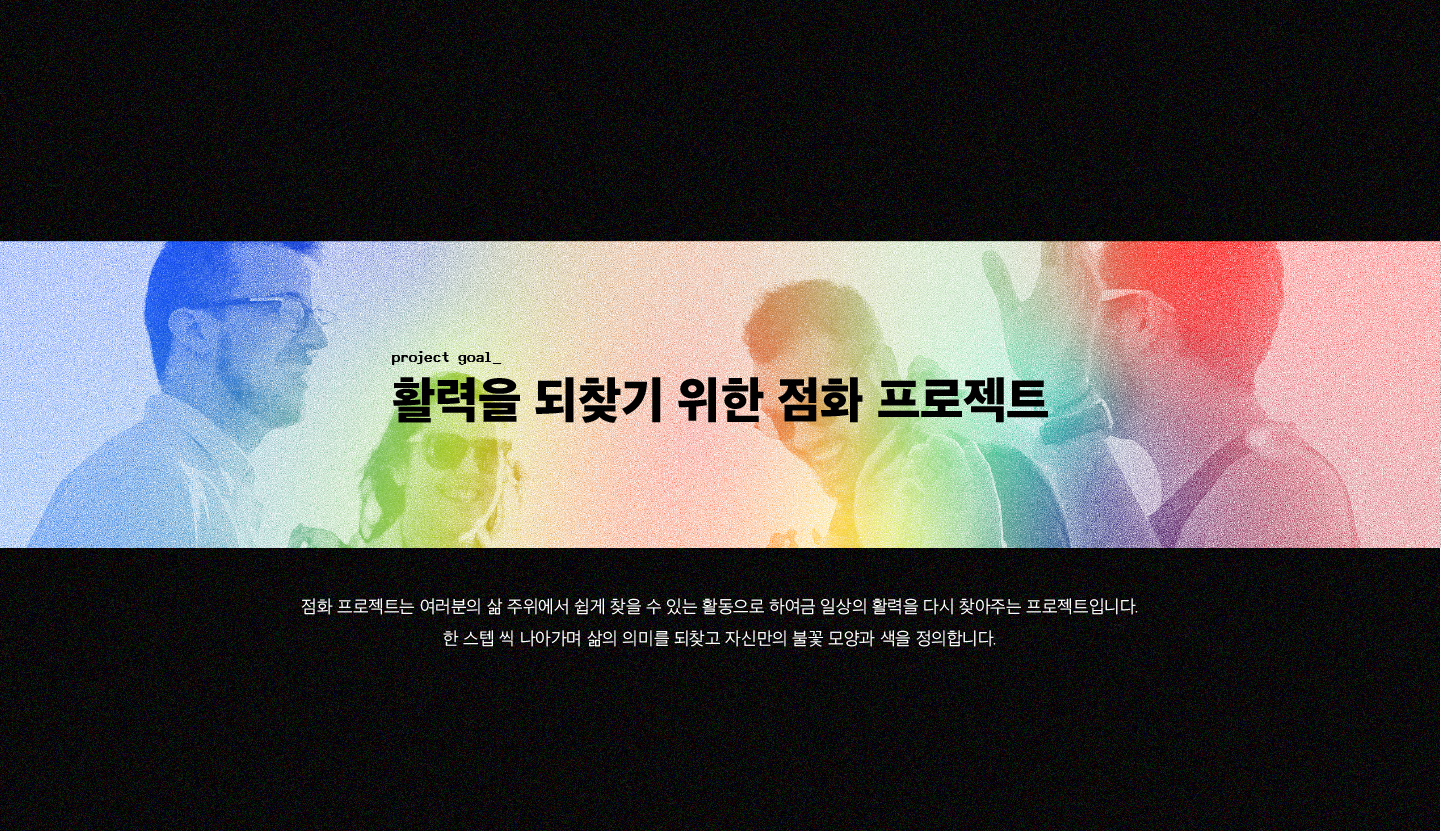 project goal_
활력을 되찾기 위한 점화 프로젝트
점화 프로젝트는 여러분의 삶 주위에서 쉽게 찾을 수 있는 활동으로 하여금 일상의 활력을 다시 찾아주는 프로젝트입니다.
한 스텝 씩 나아가며 삶의 의미를 되찾고 자신만의 불꽃 모양과 색을 정의합니다.